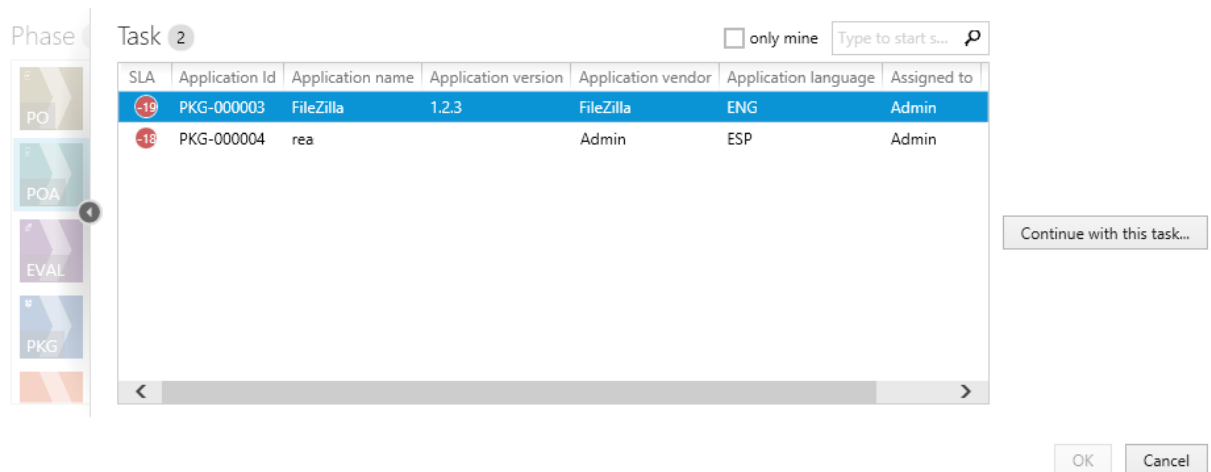 Phase
Task 2
only mine Type to start s...
SLA Application Id Application name Application version Application vendor Application language Assigned to
-19 PKG-000003 FileZilla 1.2.3 FileZilla ENG Admin
-18 PKG-000004 rea Admin ESP Admin
PO
POA
EVAL
PKG
Continue with this task...
OK Cancel